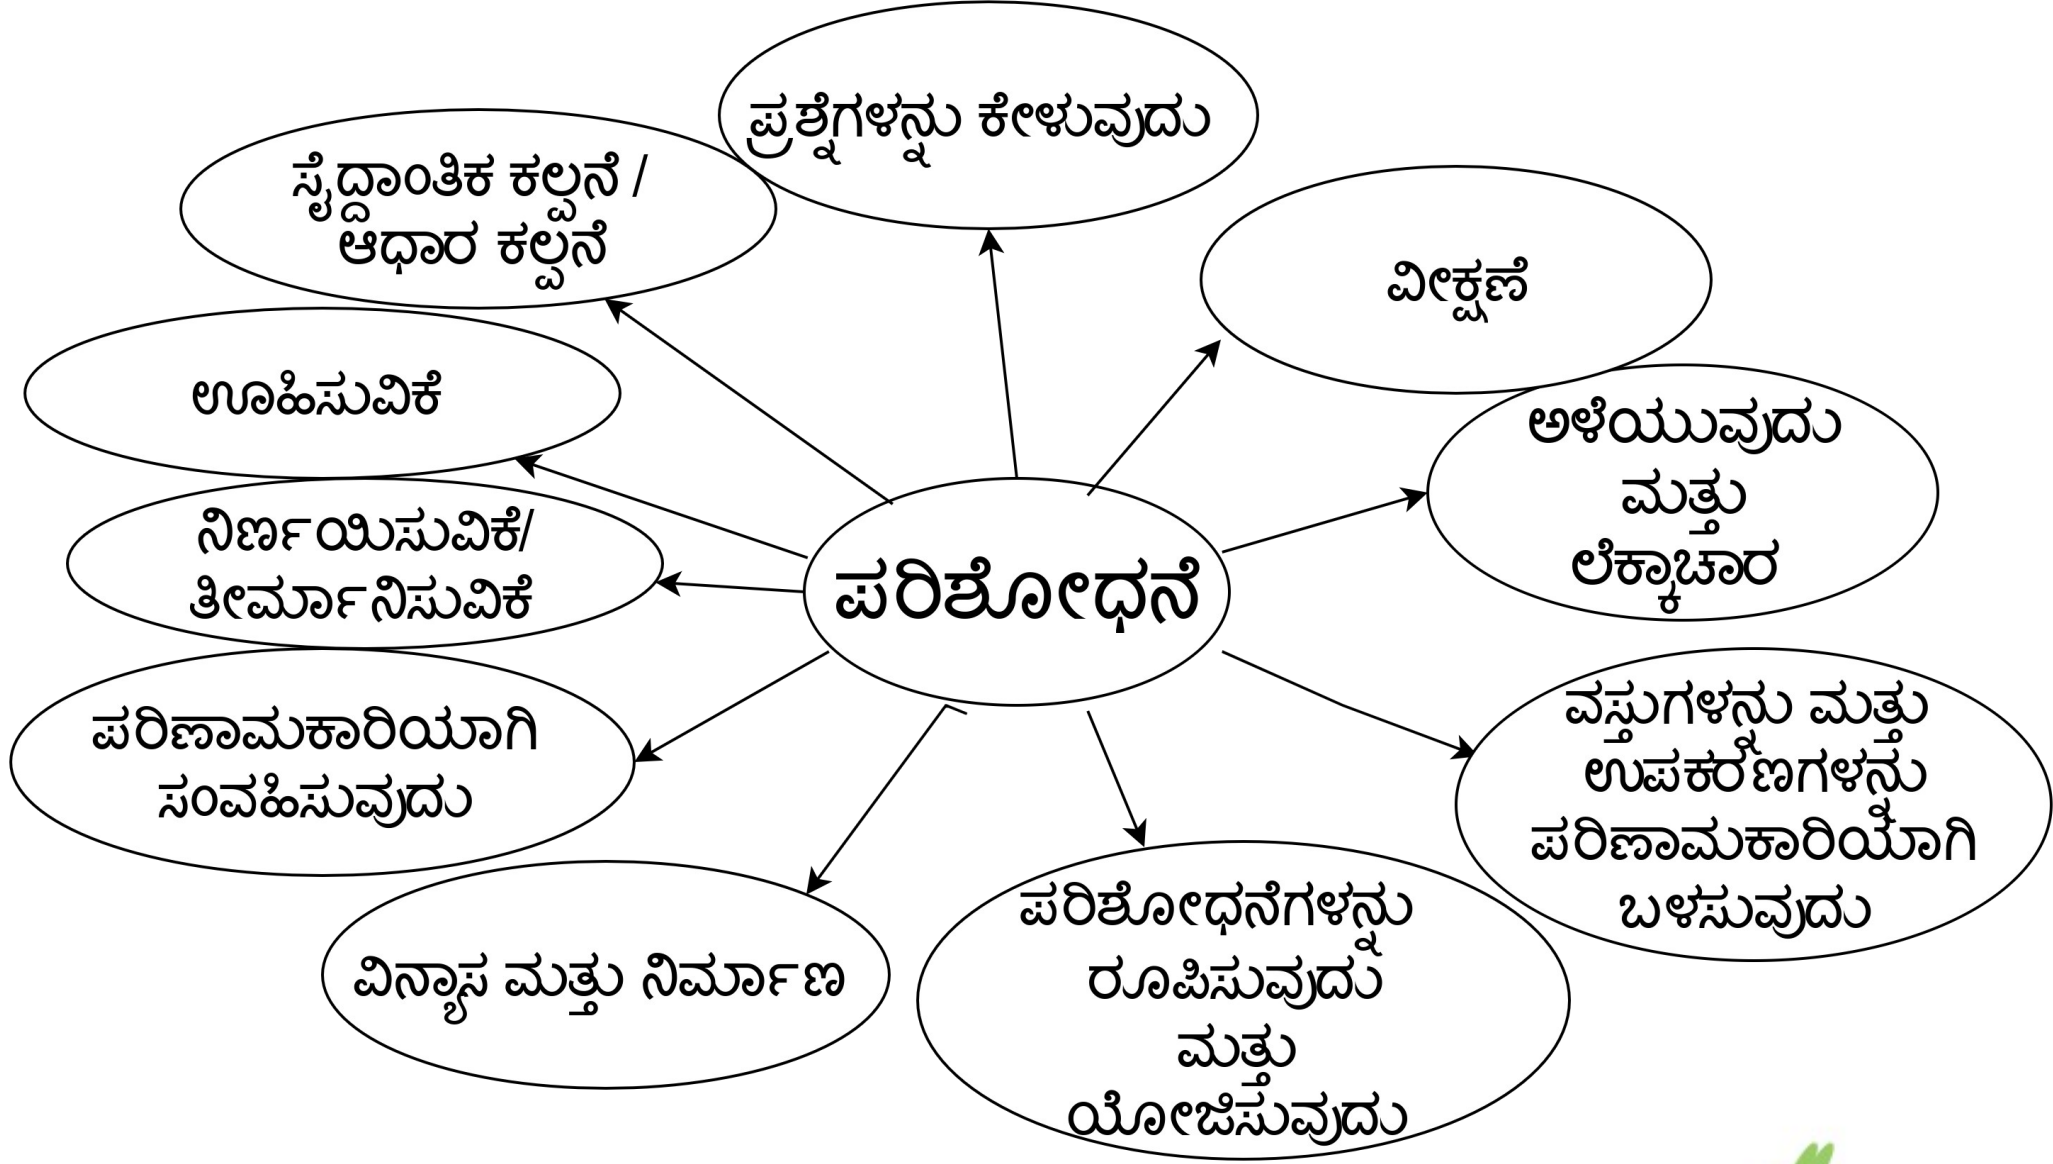 ಪ್ರಶ್ನೆಗಳನ್ನು ಕೇಳುವುದು
ಸೈದ್ದಾಂತಿಕ ಕಲ್ಪನೆ /
ಆಧಾರ ಕಲ್ಪನೆ
ವೀಕ್ಷಣೆ
ಊಹಿಸುವಿಕೆ
ಅಳೆಯುವುದು
ಮತ್ತು
ಲೆಕ್ಕಾಚಾರ
ನಿರ್ಣಯಿಸುವಿಕೆ/
ತೀರ್ಮಾನಿಸುವಿಕೆ
ಪರಿಶೋಧನೆ
ಪರಿಣಾಮಕಾರಿಯಾಗಿ
ಸಂವಹಿಸುವುದು
ವಸ್ತುಗಳನ್ನು ಮತ್ತು
ಉಪಕರಣಗಳನ್ನು
ಪರಿಣಾಮಕಾರಿಯಾಗಿ
ಬಳಸುವುದು
ವಿನ್ಯಾಸ ಮತ್ತು ನಿರ್ಮಾಣ
ಪರಿಶೋಧನೆಗಳನ್ನು
ರೂಪಿಸುವುದು
ಮತ್ತು
ಯೋಜಿಸುವುದು